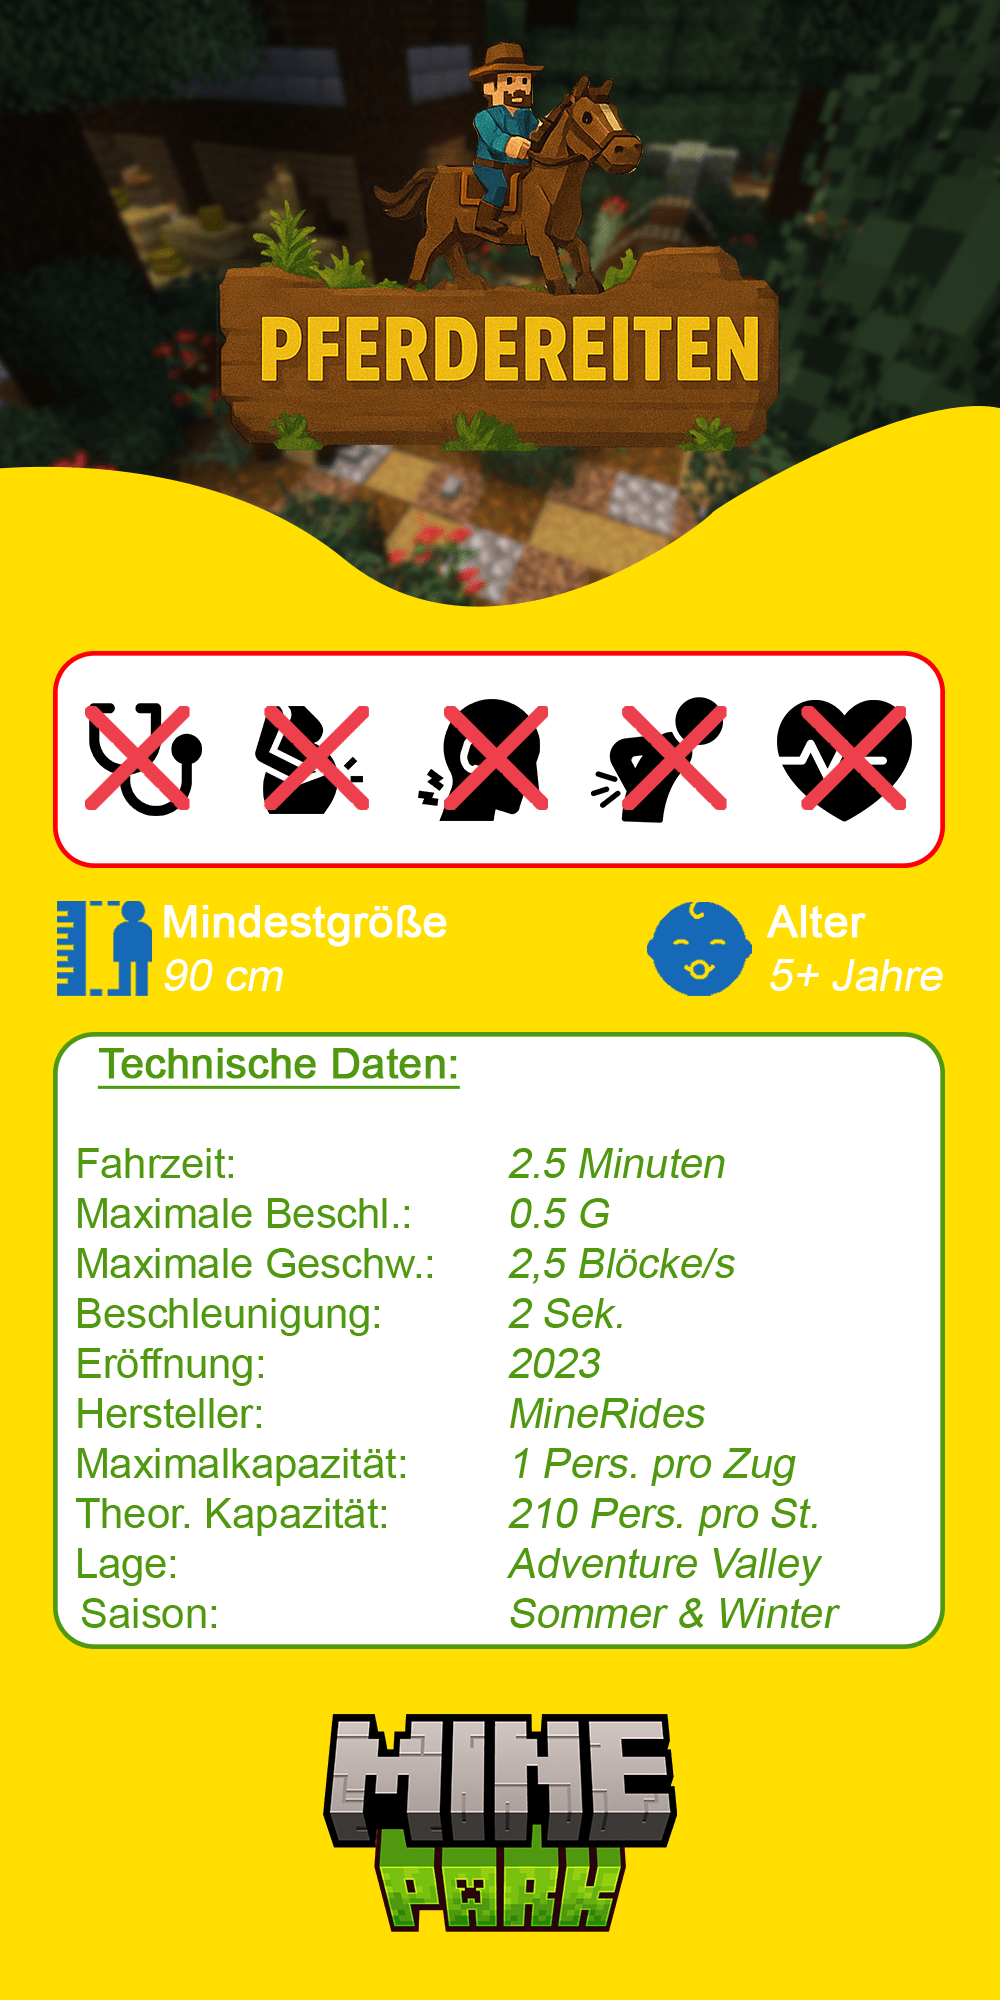 PFERDEREITEN
Mindestgröße
90 cm
Alter
5+ Jahre
Technische Daten:
Fahrzeit: 2.5 Minuten
Maximale Beschl.: 0.5 G
Maximale Geschw.: 2,5 Blöcke/s
Beschleunigung: 2 Sek.
Eröffnung: 2023
Hersteller: MineRides
Maximalkapazität: 1 Pers. pro Zug
Theor. Kapazität: 210 Pers. pro St.
Lage: Adventure Valley
Saison: Sommer & Winter
MINE
PARK